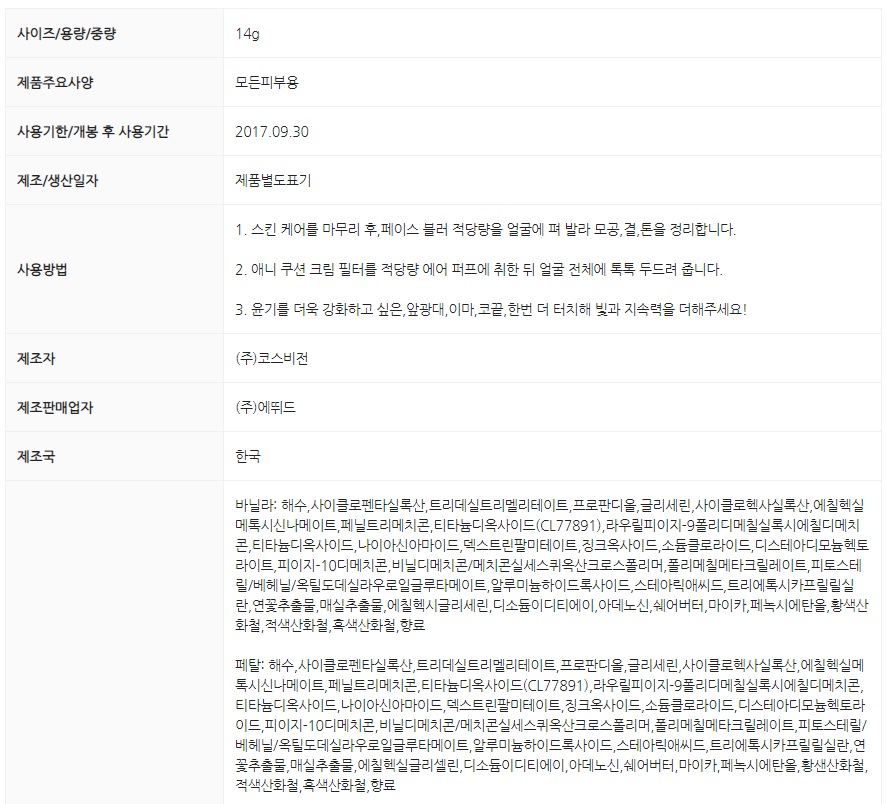 사이즈/용량/중량
14g
제품주요사양
모든피부용
사용기한/개봉 후 사용기간
2017.09.30
제조/생산일자
제품별도표기
사용방법
1. 스킨 케어를 마무리 후,페이스 블러 적당량을 얼굴에 펴 발라 모공,결,톤을 정리합니다.
2. 애니 쿠션 크림 필터를 적당량 에어 퍼프에 취한 뒤 얼굴 전체에 톡톡 두드려 줍니다.
3. 윤기를 더욱 강화하고 싶은,앞광대,이마,코끝,한번 더 터치해 빛과 지속력을 더해주세요!
제조자
(주)코스비전
제조판매업자
(주)에뛰드
제조국
한국
바닐라: 해수,사이클로펜타실록산,트리데실트리멜리테이트,프로판디올,글리세린,사이클로헥사실록산,에칠헥실
메톡시신나메이트,페닐트리메치콘,티타늄디옥사이드(CL77891),라우릴피이지-9폴리디메칠실록시에칠디메치
콘,티타늄디옥사이드,나이아신아마이드,덱스트린팔미테이트,징크옥사이드,소듐클로라이드,디스테아디모늄헥토
라이트,피이지-10디메치콘,비닐디메치콘/메치콘실세스퀴옥산크로스폴리머,폴리메칠메타크릴레이트,피토스테
릴/베헤닐/옥틸도데실라우로일글루타메이트,알루미늄하이드록사이드,스테아릭애씨드,트리에톡시카프릴릴실
란,연꽃추출물,매실추출물,에칠헥시글리세린,디소듐이디티에이,아데노신,쉐어버터,마이카,페녹시에탄올,황색산
화철,적색산화철,흑색산화철,향료
페탈: 해수,사이클로펜타실록산,트리데실트리멜리테이트,프로판디올,글리세린,사이클로헥사실록산,에칠헥실메
톡시신나메이트,페닐트리메치콘,티타늄디옥사이드(CL77891),라우릴피이지-9폴리디메칠실록시에칠디메치콘,
티타늄디옥사이드,나이아신아마이드,덱스트린팔미테이트,징크옥사이드,소듐클로라이드,디스테아디모늄헥토라
이드,피이지-10디메치콘,비닐디메치콘/메치콘실세스퀴옥산크로스폴리머,폴리메칠메타크릴레이트,피토스테릴/
베헤닐/옥틸도데실라우로일글루타메이트,알루미늄하이드록사이드,스테아릭애씨드,트리에톡시카프릴릴실란,연
꽃추출물,매실추출물,에칠헥실글리셀린,디소듐이디티에이,아데노신,쉐어버터,마이카,페녹시에탄올,황샌산화철,
적색산화철,흑색산화철,향료